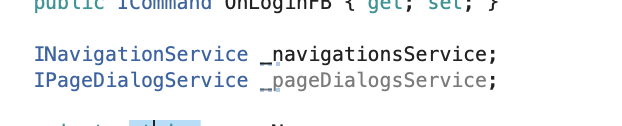 public ICommand OnLoginFB { get; set; }
INavigationService _navigationsService;
IPageDialogService _pageDialogsService;